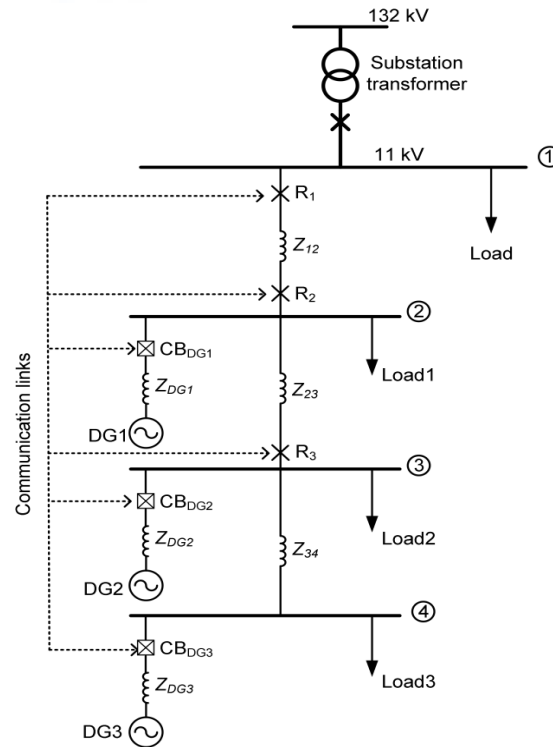 132 kV
Substation
transformer
11 kV
1
R1
Z12
Load
R2
2
CBDG1
Load1
ZDG1
Z23
DG1
R3
3
CBDG2
Load2
ZDG2
Z34
DG2
4
CBDG3
Load3
ZDG3
DG3
Communication links